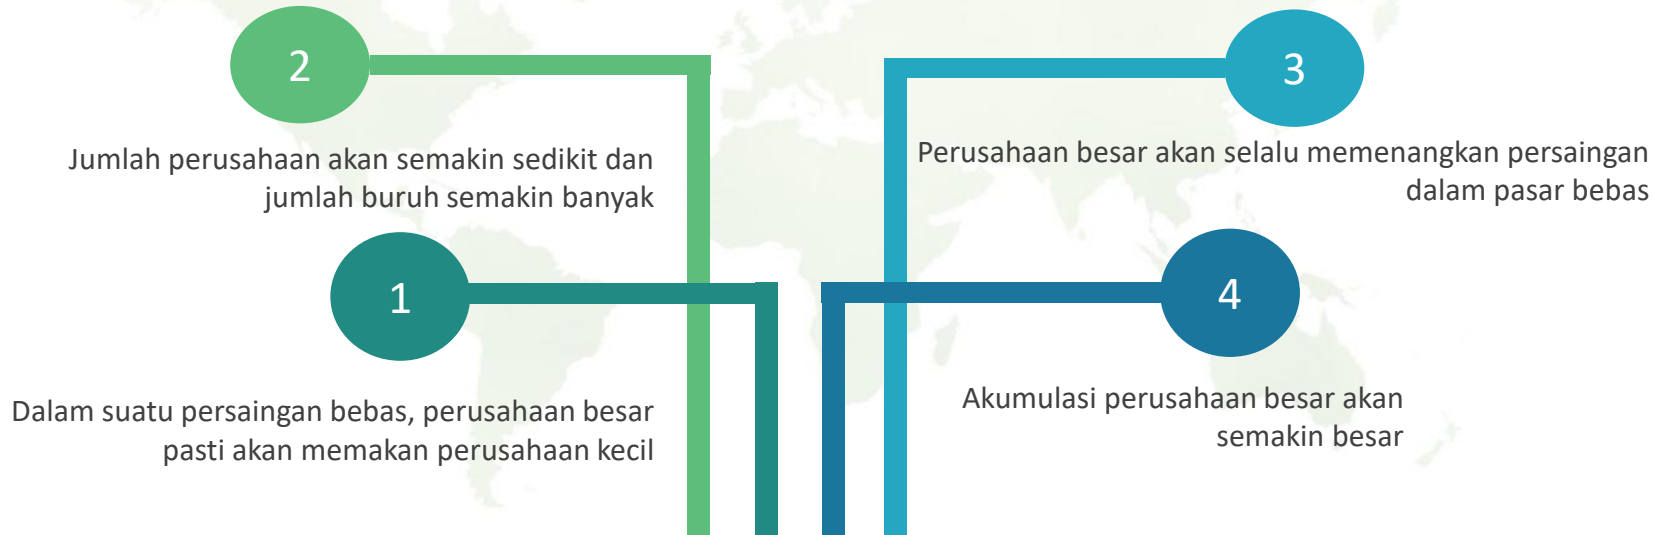 2
Jumlah perusahaan akan semakin sedikit dan
jumlah buruh semakin banyak
3
Perusahaan besar akan selalu memenangkan persaingan
dalam pasar bebas
1
Dalam suatu persaingan bebas, perusahaan besar
pasti akan memakan perusahaan kecil
4
Akumulasi perusahaan besar akan
semakin besar